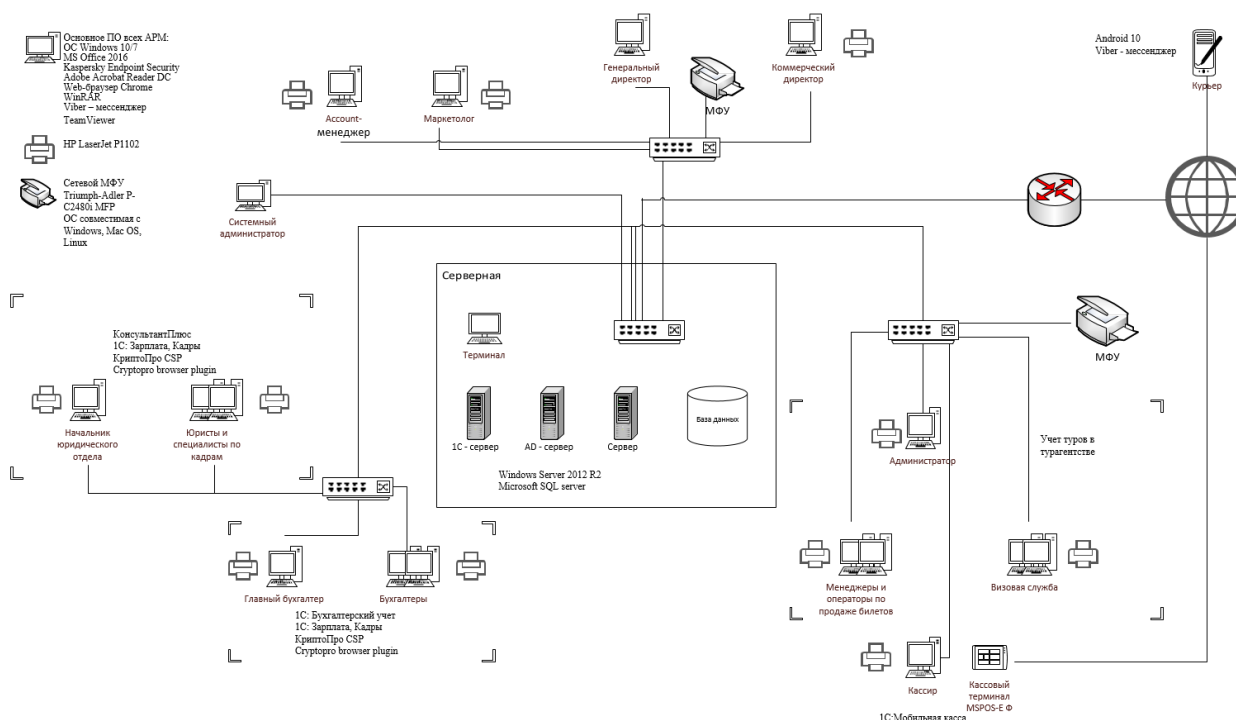 Основное ПО всех АРМ:
ОС Windows 10/7
MS Office 2016
Kaspersky Endpoint Security
Adobe Acrobat Reader DC
Web-браузер Chrome
WinRAR
Viber – мессенджер
TeamViewer
HP LaserJet P1102
Сетевой МФУ
Triumph-Adler P-
C2480i MFP
ОС совместимая с
Windows, Mac OS,
Linux
Account-
менеджер
Маркетолог
Генеральный
директор
МФУ
Коммерческий
директор
Android 10
Viber - мессенджер
Курьер
Системный
администратор
Серверная
Терминал
1С - сервер
AD - сервер
Сервер
База данных
Windows Server 2012 R2
Microsoft SQL server
КонсультантПлюс
1С: Зарплата, Кадры
КриптоПро CSP
Cryptopro browser plugin
Начальник
юридического
отдела
Юристы и
специалисты по
кадрам
Главный бухгалтер
Бухгалтеры
1С: Бухгалтерский учет
1С: Зарплата, Кадры
КриптоПро CSP
Cryptopro browser plugin
МФУ
Администратор
Учет туров в
турагентстве
Менеджеры и
операторы по
продаже билетов
Визовая служба
Кассир
Кассовый
терминал
MSPOS-E Ф
1С:Мобильная касса